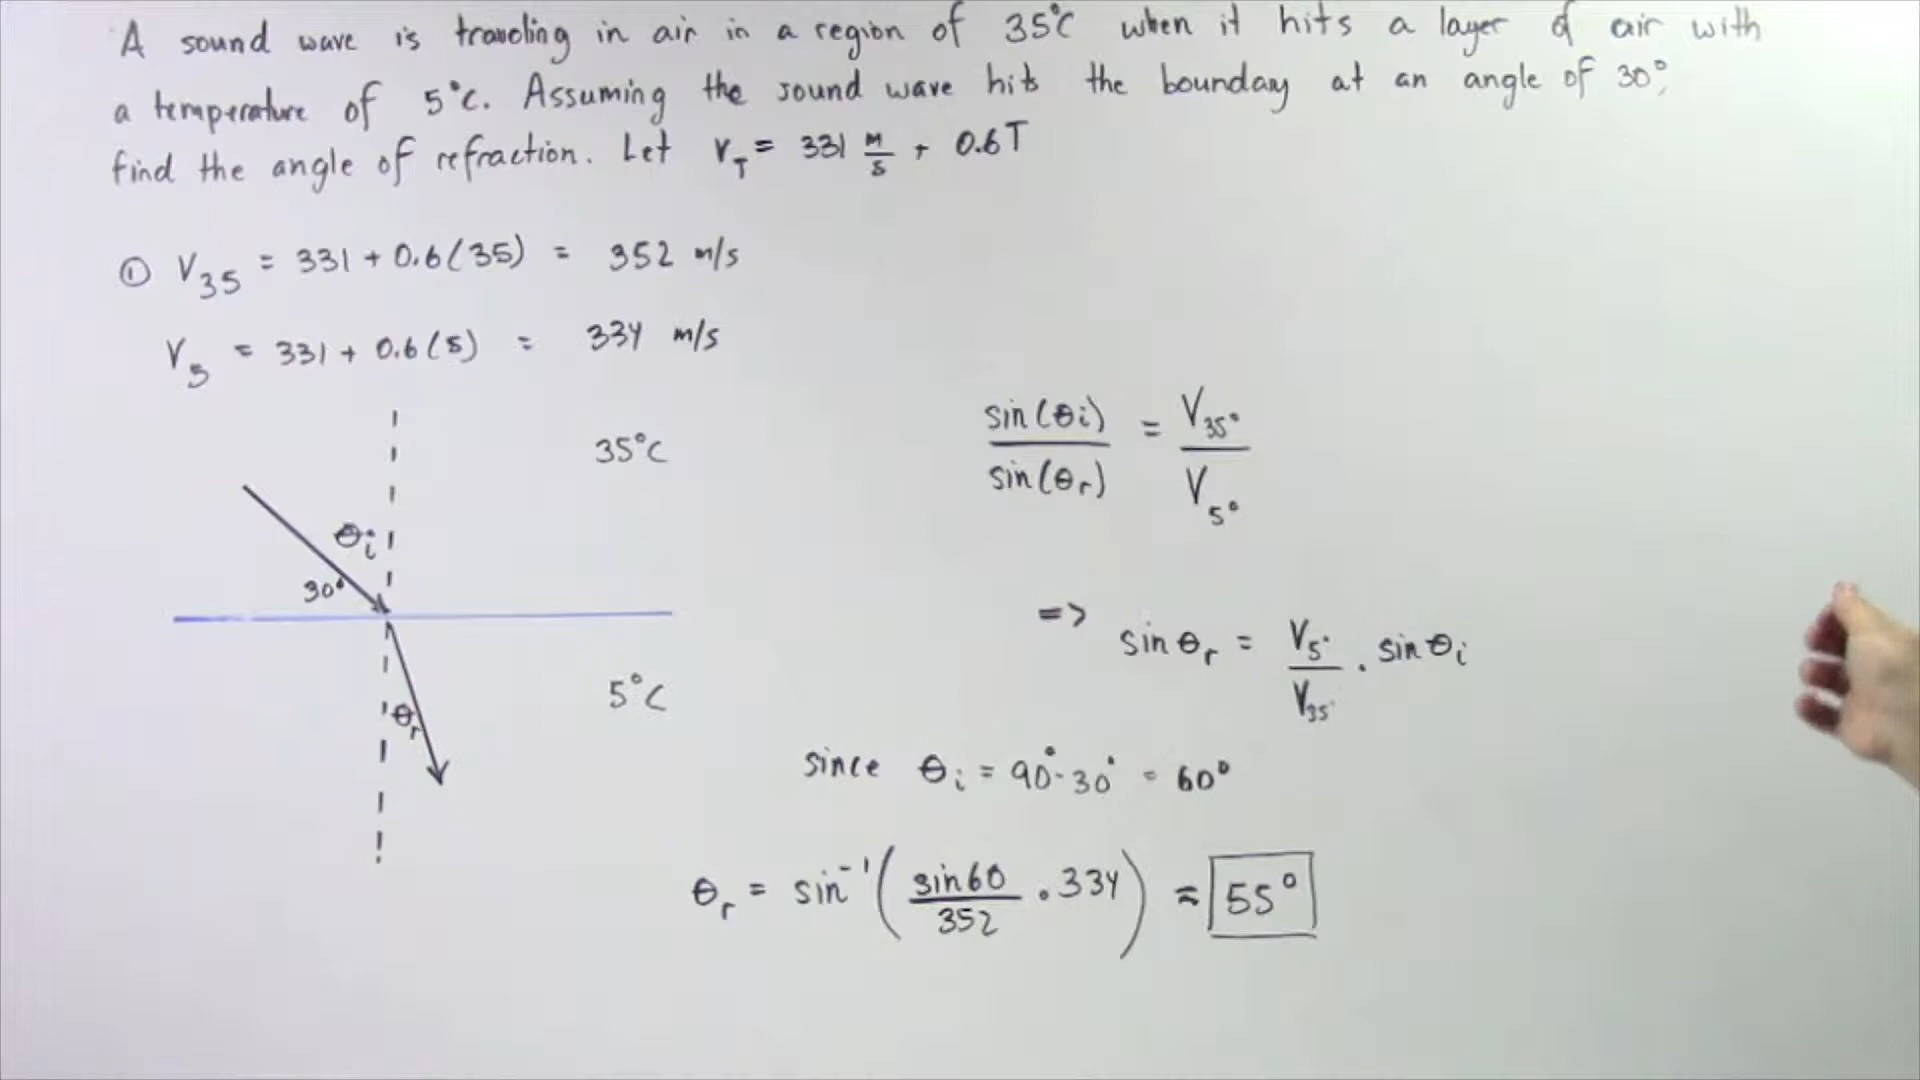 A sound wave is traveling in air in a region of 35°C when it hits a layer of air with
a temperature of 5°C. Assuming the sound wave hits the boundary at an angle of 30°,
find the angle of refraction. Let V_T = 331 m/s + 0.6T
① V_35 = 331 + 0.6(35) = 352 m/s
V_5 = 331 + 0.6(5) = 334 m/s
35°C
θi
30°
5°C
θr
sin(θi)/sin(θr) = V_35°/V_5°
=> sin θr = V_5°/V_35° · sin θi
since θi = 90° - 30° = 60°
θr = sin⁻¹(sin60/352 · 334) ≈ 55°